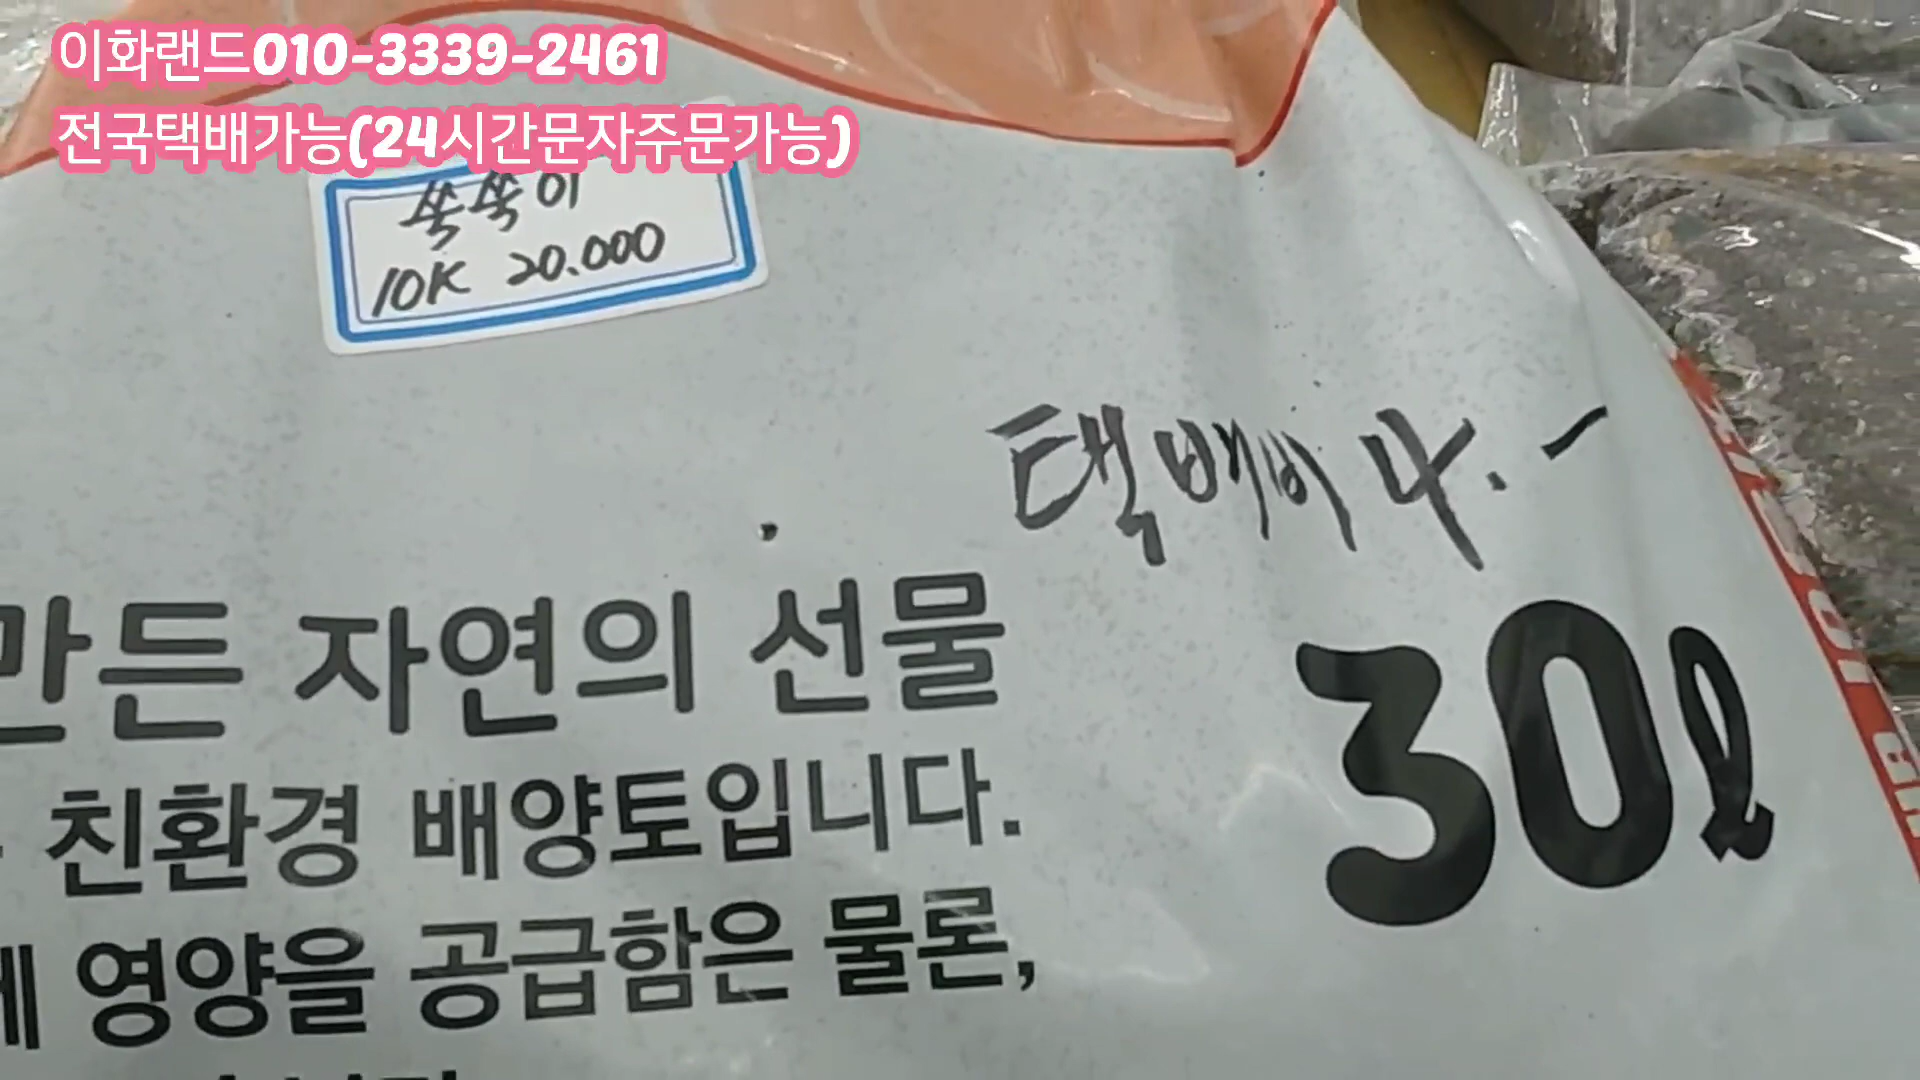 이화랜드010-3339-2461
전국택배가능(24시간문자주문가능)
쑥쑥이
10K 20.000
택배비 4.-
만든 자연의 선물
30ℓ
친환경 배양토입니다.
영양을 공급함은 물론,